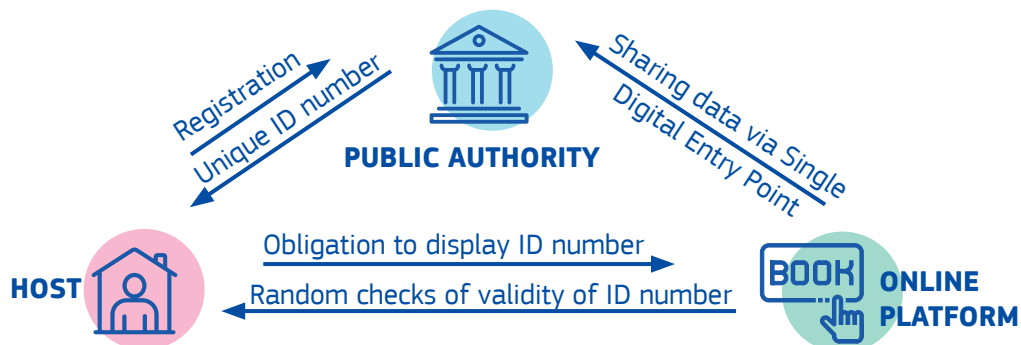 Registration
Unique ID number
PUBLIC AUTHORITY
Sharing data via Single
Digital Entry Point
HOST
Obligation to display ID number
Random checks of validity of ID number
BOOK
ONLINE
PLATFORM